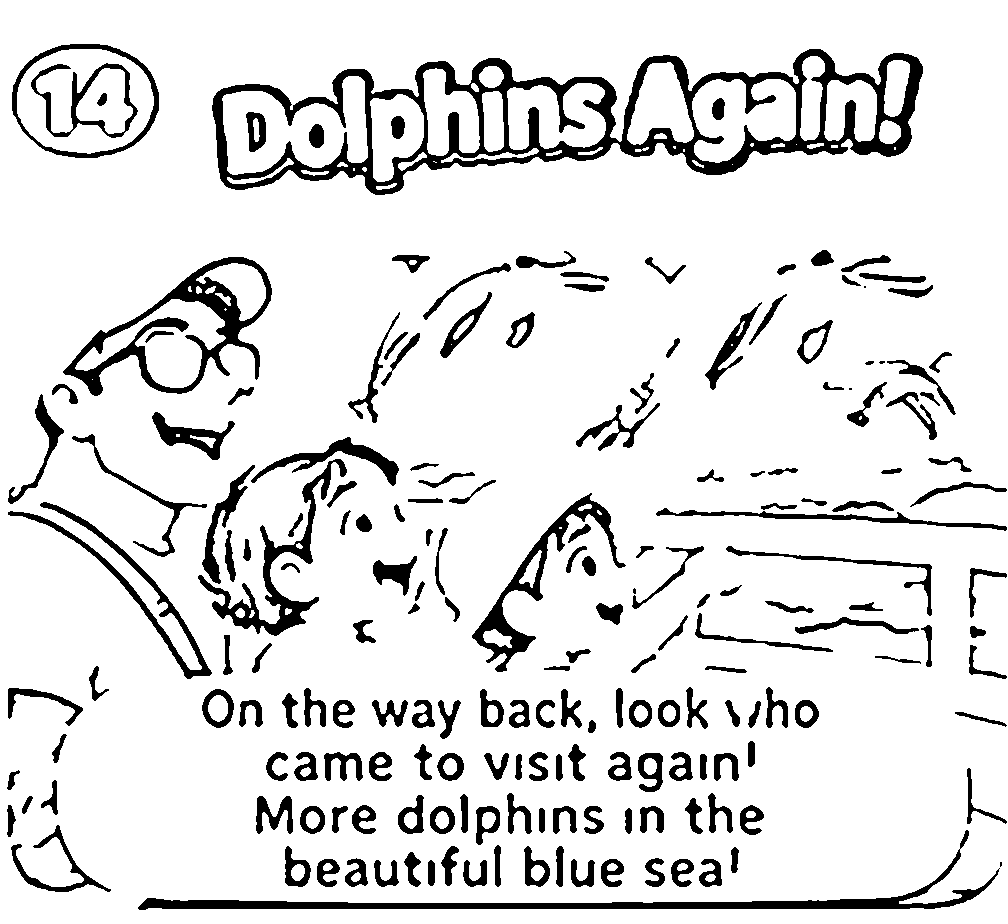 14
Dolphins Again!
On the way back, look who
came to visit again!
More dolphins in the
beautiful blue sea!